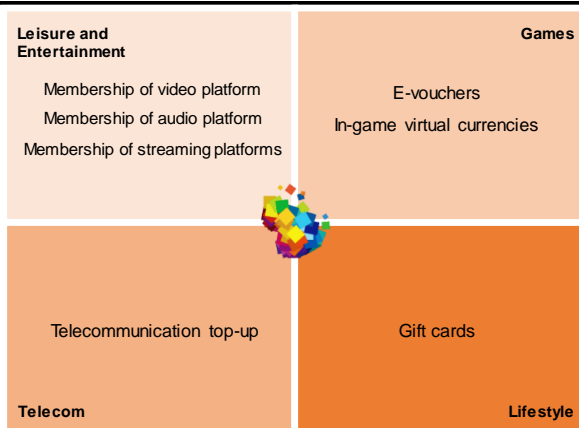 Leisure and
Entertainment
Membership of video platform
Membership of audio platform
Membership of streaming platforms
Games
E-vouchers
In-game virtual currencies
Telecommunication top-up
Telecom
Gift cards
Lifestyle